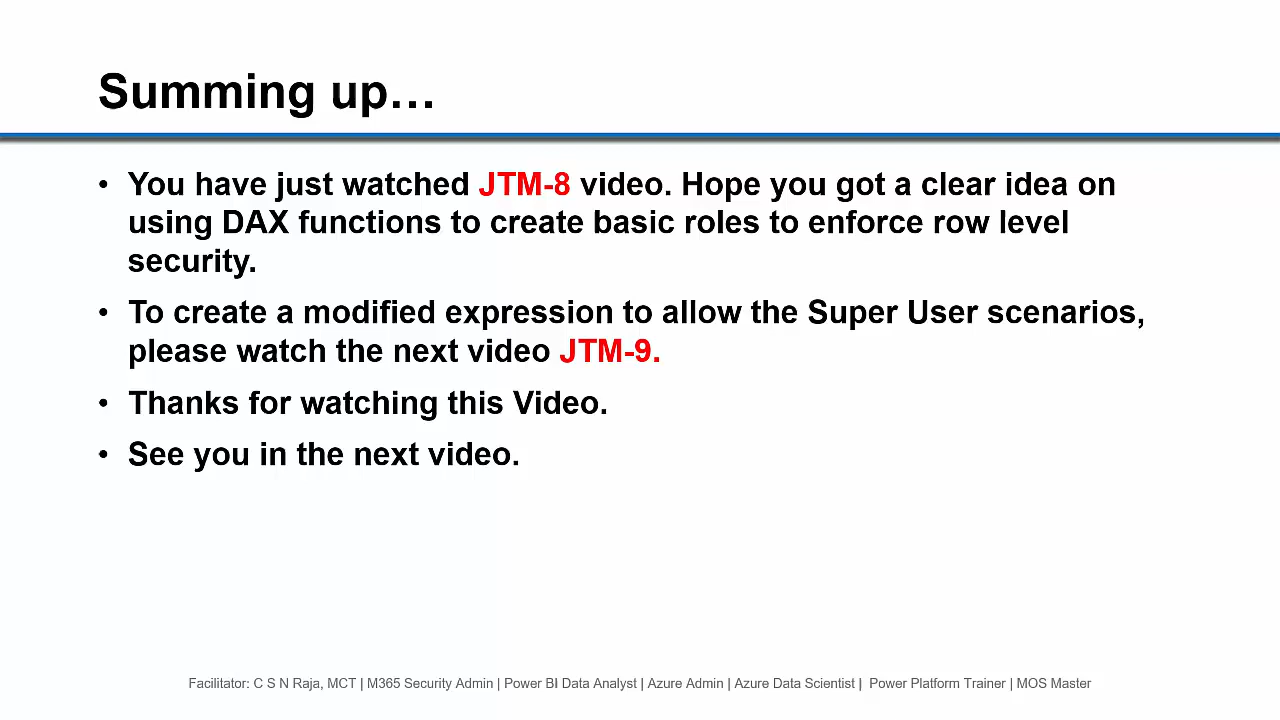 Summing up…
• You have just watched JTM-8 video. Hope you got a clear idea on
using DAX functions to create basic roles to enforce row level
security.
• To create a modified expression to allow the Super User scenarios,
please watch the next video JTM-9.
• Thanks for watching this Video.
• See you in the next video.
Facilitator: C S N Raja, MCT | M365 Security Admin | Power BI Data Analyst | Azure Admin | Azure Data Scientist | Power Platform Trainer | MOS Master